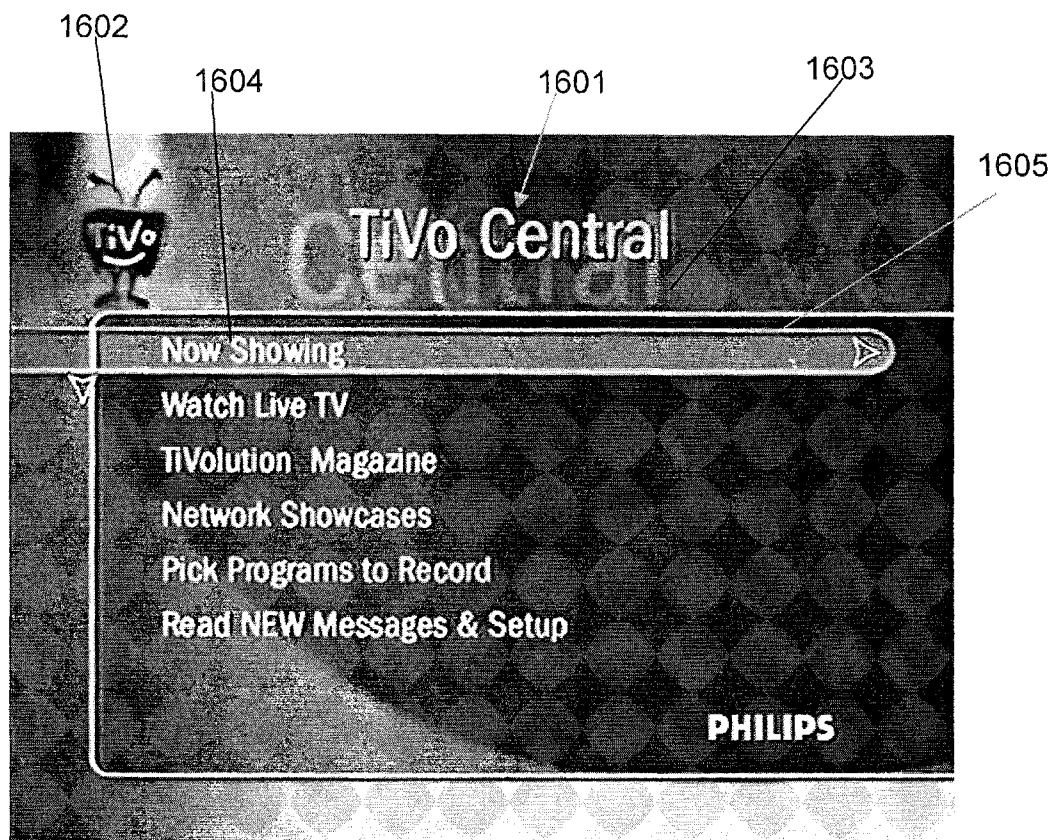 1602
1604
1601
1603
1605
TiVo
TiVo Central
Central
Now Showing
Watch Live TV
TiVolution Magazine
Network Showcases
Pick Programs to Record
Read NEW Messages & Setup
PHILIPS